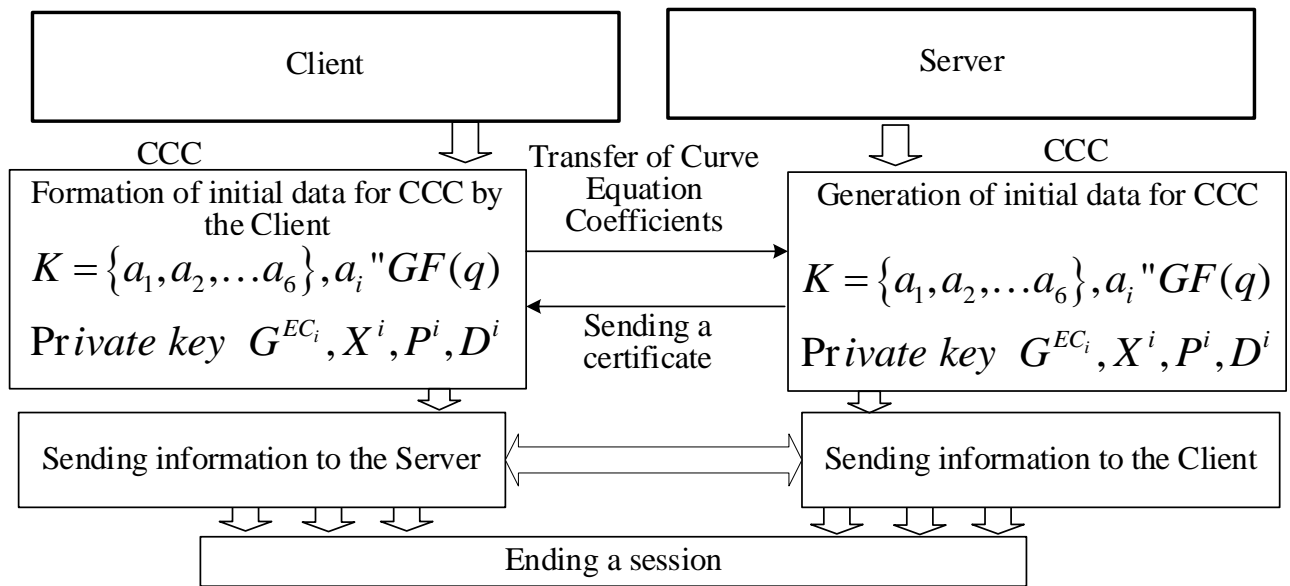 Client
Server
CCC
CCC
Formation of initial data for CCC by
the Client
K = {a₁, a₂, …a₆}, aᵢ "GF(q)
Private key G^{EC_i}, X^i, P^i, D^i
Transfer of Curve
Equation
Coefficients
Sending a
certificate
Generation of initial data for CCC
K = {a₁, a₂, …a₆}, aᵢ "GF(q)
Private key G^{EC_i}, X^i, P^i, D^i
Sending information to the Server
Sending information to the Client
Ending a session